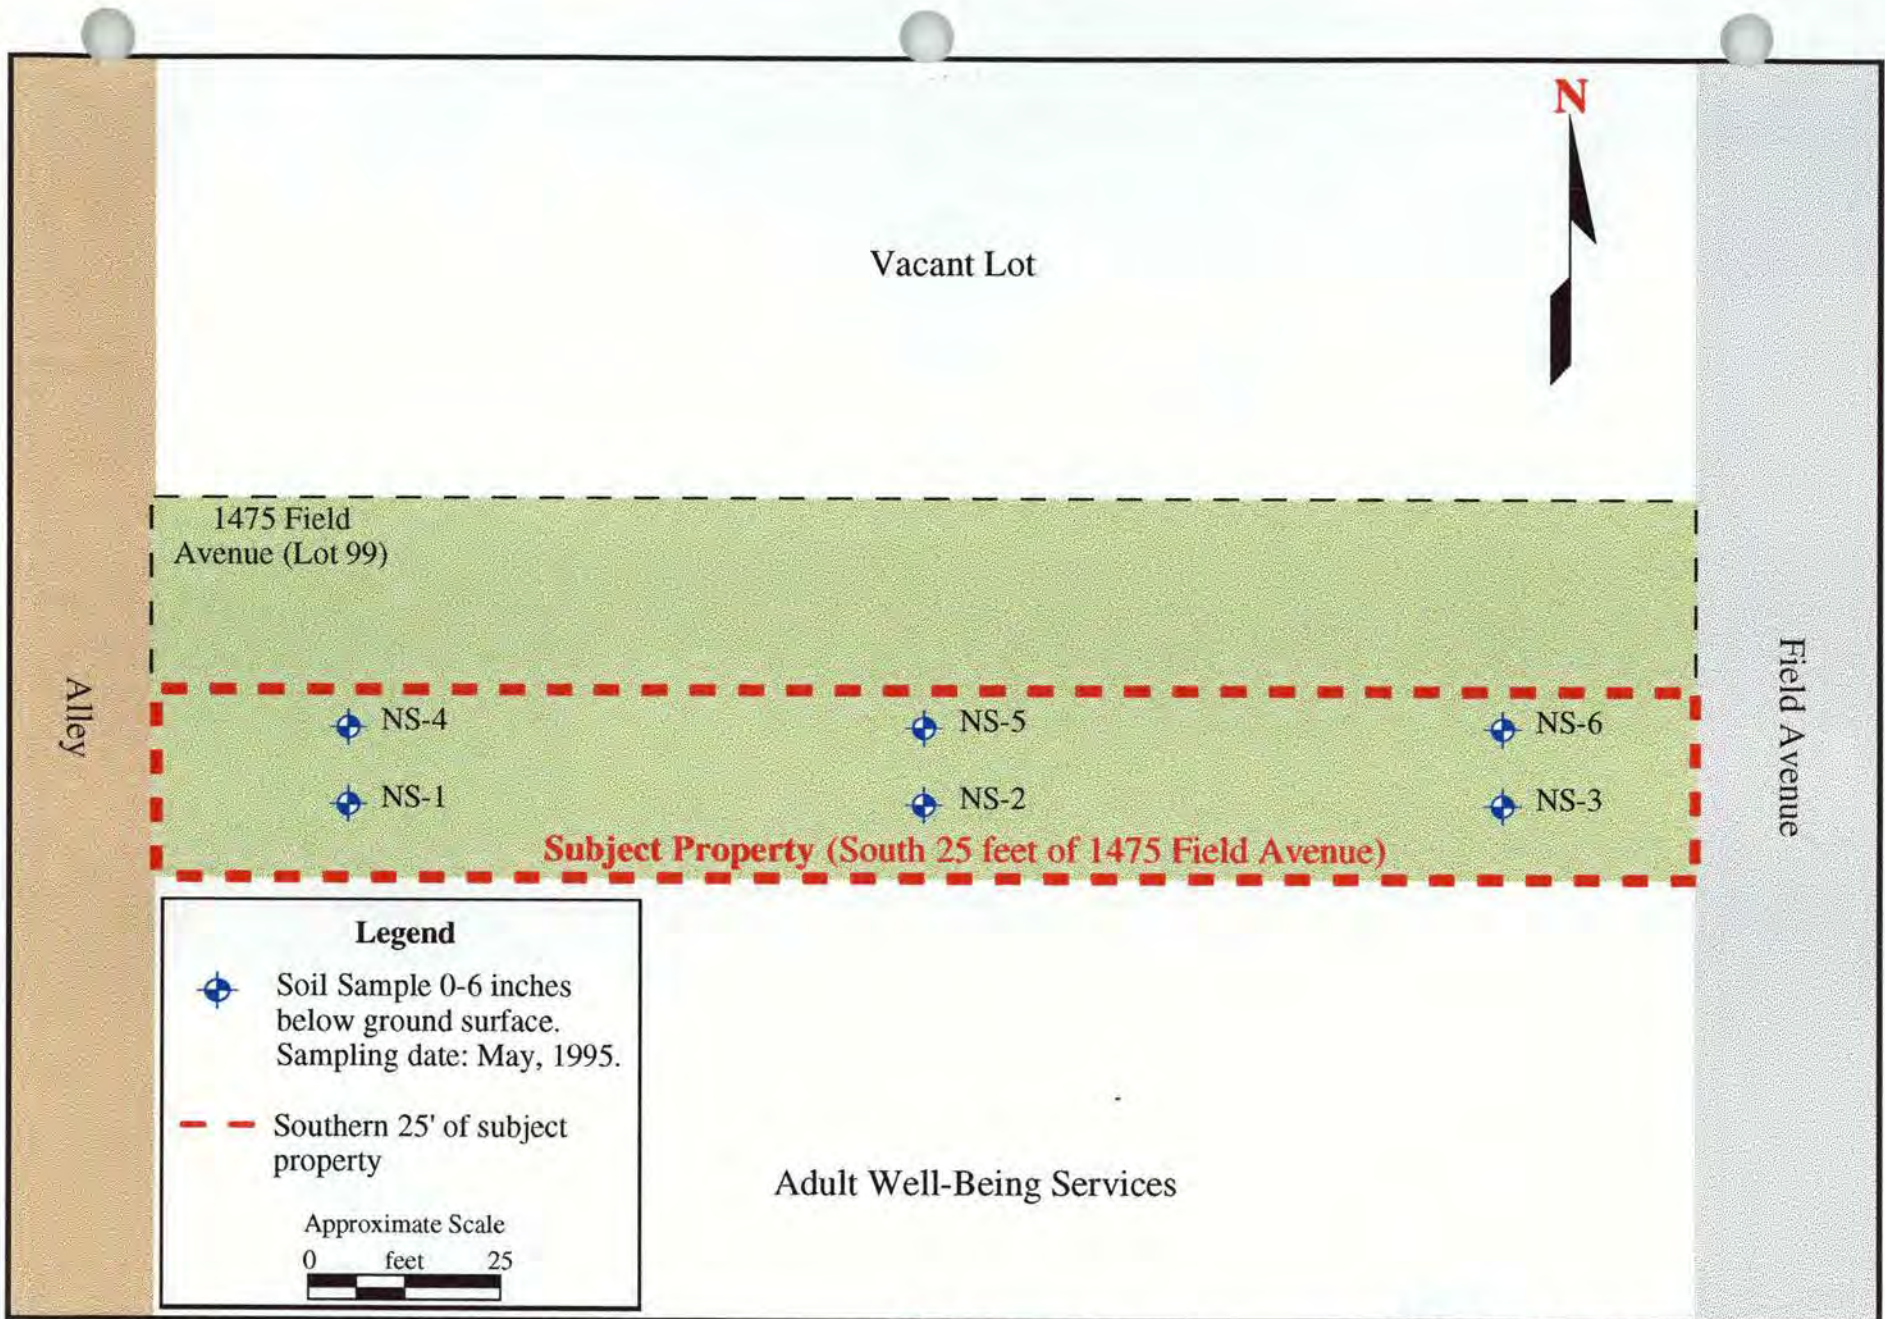 N
Vacant Lot
1475 Field
Avenue (Lot 99)
Alley
Field Avenue
NS-4
NS-5
NS-6
NS-1
NS-2
NS-3
Subject Property (South 25 feet of 1475 Field Avenue)
Legend
Soil Sample 0-6 inches
below ground surface.
Sampling date: May, 1995.
Southern 25' of subject
property
Approximate Scale
0 feet 25
Adult Well-Being Services